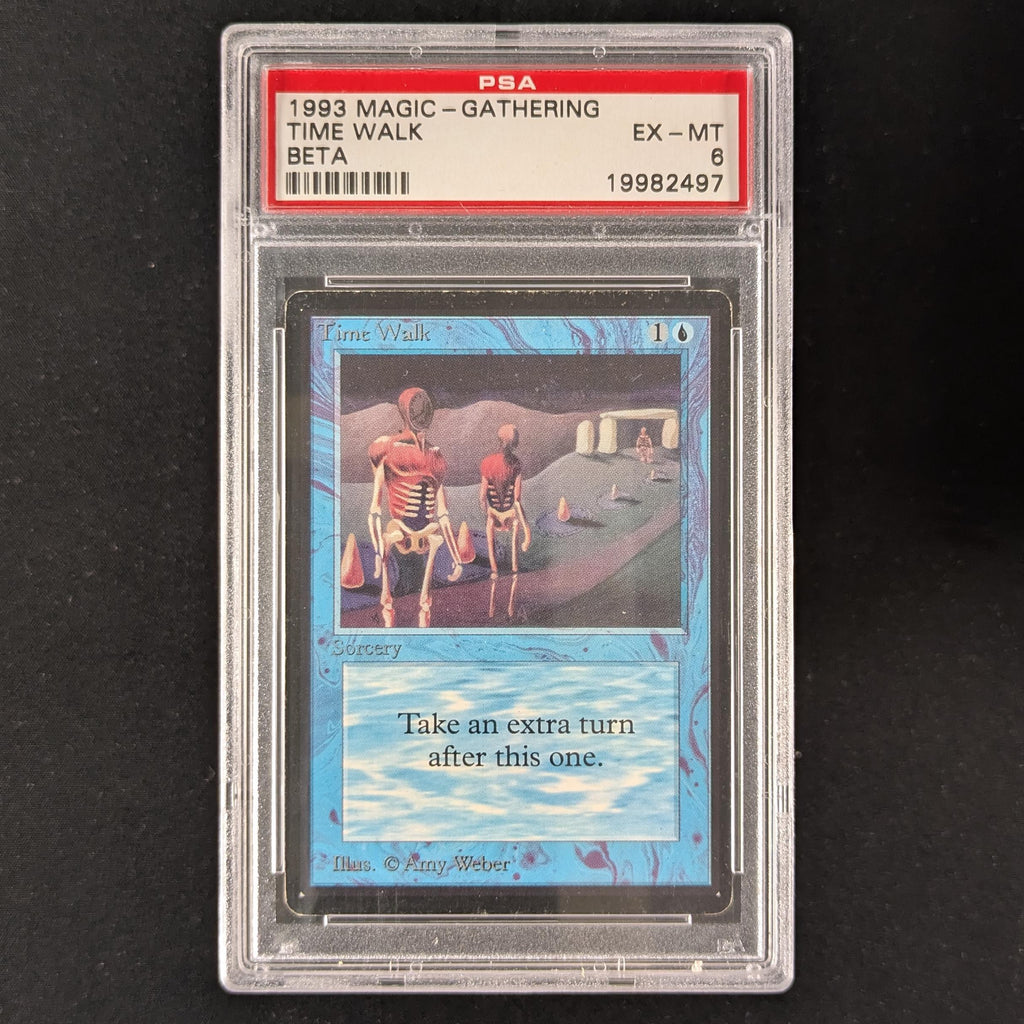 PSA
1993 MAGIC - GATHERING
TIME WALK EX - MT
BETA 6
19982497
Time Walk 1
Sorcery
Take an extra turn
after this one.
Illus. © Amy Weber